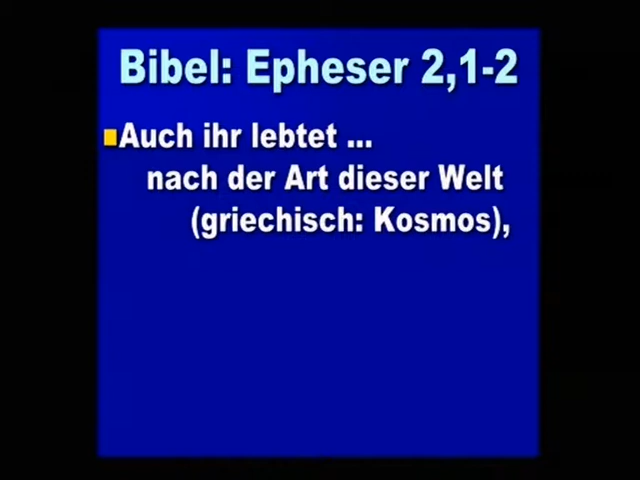 Bibel: Epheser 2,1-2
Auch ihr lebtet ...
nach der Art dieser Welt
(griechisch: Kosmos),